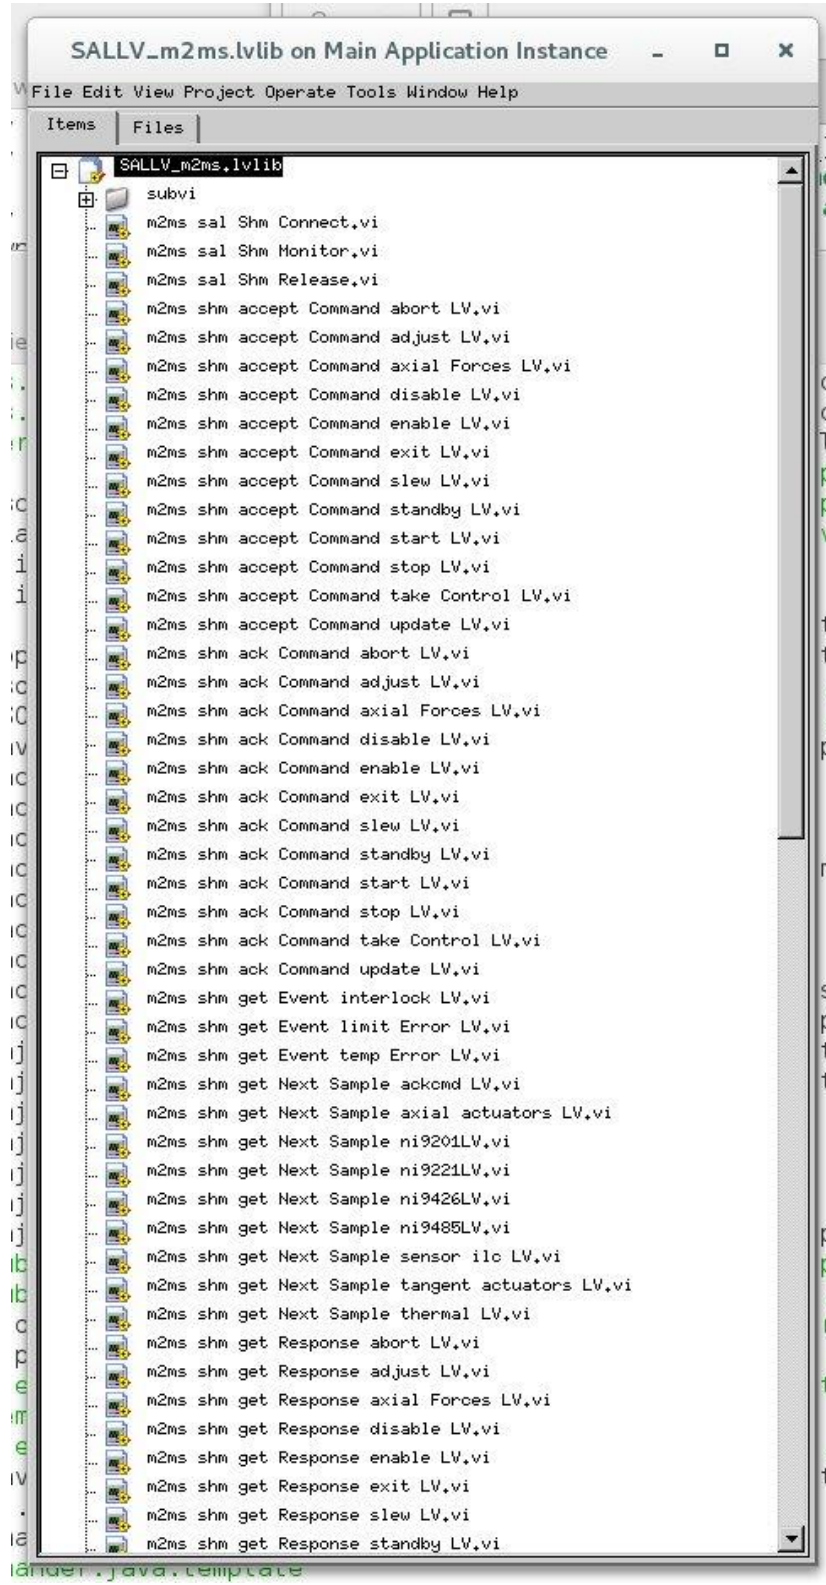 SALLV_m2ms.lvlib on Main Application Instance
File Edit View Project Operate Tools Window Help
Items Files
SALLV_m2ms.lvlib
subvi
m2ms sal Shm Connect.vi
m2ms sal Shm Monitor.vi
m2ms sal Shm Release.vi
m2ms shm accept Command abort LV.vi
m2ms shm accept Command adjust LV.vi
m2ms shm accept Command axial Forces LV.vi
m2ms shm accept Command disable LV.vi
m2ms shm accept Command enable LV.vi
m2ms shm accept Command exit LV.vi
m2ms shm accept Command slew LV.vi
m2ms shm accept Command standby LV.vi
m2ms shm accept Command start LV.vi
m2ms shm accept Command stop LV.vi
m2ms shm accept Command take Control LV.vi
m2ms shm accept Command update LV.vi
m2ms shm ack Command abort LV.vi
m2ms shm ack Command adjust LV.vi
m2ms shm ack Command axial Forces LV.vi
m2ms shm ack Command disable LV.vi
m2ms shm ack Command enable LV.vi
m2ms shm ack Command exit LV.vi
m2ms shm ack Command slew LV.vi
m2ms shm ack Command standby LV.vi
m2ms shm ack Command start LV.vi
m2ms shm ack Command stop LV.vi
m2ms shm ack Command take Control LV.vi
m2ms shm ack Command update LV.vi
m2ms shm get Event interlock LV.vi
m2ms shm get Event limit Error LV.vi
m2ms shm get Event temp Error LV.vi
m2ms shm get Next Sample ackcmd LV.vi
m2ms shm get Next Sample axial actuators LV.vi
m2ms shm get Next Sample ni9201LV.vi
m2ms shm get Next Sample ni9221LV.vi
m2ms shm get Next Sample ni9426LV.vi
m2ms shm get Next Sample ni9485LV.vi
m2ms shm get Next Sample sensor ilc LV.vi
m2ms shm get Next Sample tangent actuators LV.vi
m2ms shm get Next Sample thermal LV.vi
m2ms shm get Response abort LV.vi
m2ms shm get Response adjust LV.vi
m2ms shm get Response axial Forces LV.vi
m2ms shm get Response disable LV.vi
m2ms shm get Response enable LV.vi
m2ms shm get Response exit LV.vi
m2ms shm get Response slew LV.vi
m2ms shm get Response standby LV.vi